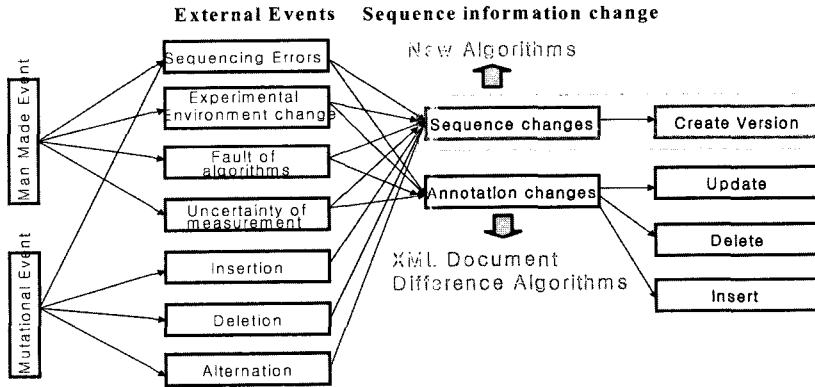 External Events Sequence information change
New Algorithms
Man Made Event
Mutational Event
Sequencing Errors
Experimental
Environment change
Fault of
algorithms
Uncertainty of
measurement
Insertion
Deletion
Alternation
Sequence changes
Annotation changes
XML Document
Difference Algorithms
Create Version
Update
Delete
Insert